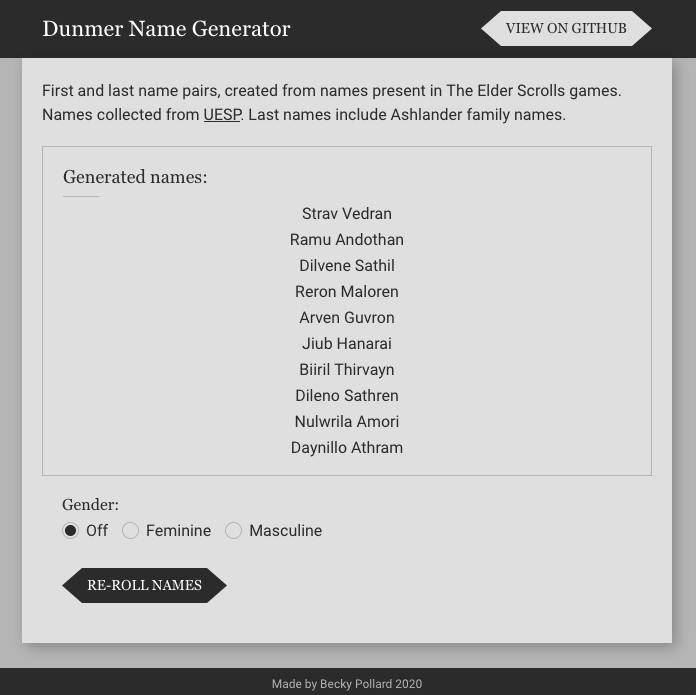 Dunmer Name Generator
VIEW ON GITHUB
First and last name pairs, created from names present in The Elder Scrolls games.
Names collected from UESP. Last names include Ashlander family names.
Generated names:
Strav Vedran
Ramu Andothan
Dilvene Sathil
Reron Maloren
Arven Guvron
Jiub Hanarai
Biiril Thirvayn
Dileno Sathren
Nulwrila Amori
Daynillo Athram
Gender:
Off Feminine Masculine
RE-ROLL NAMES
Made by Becky Pollard 2020